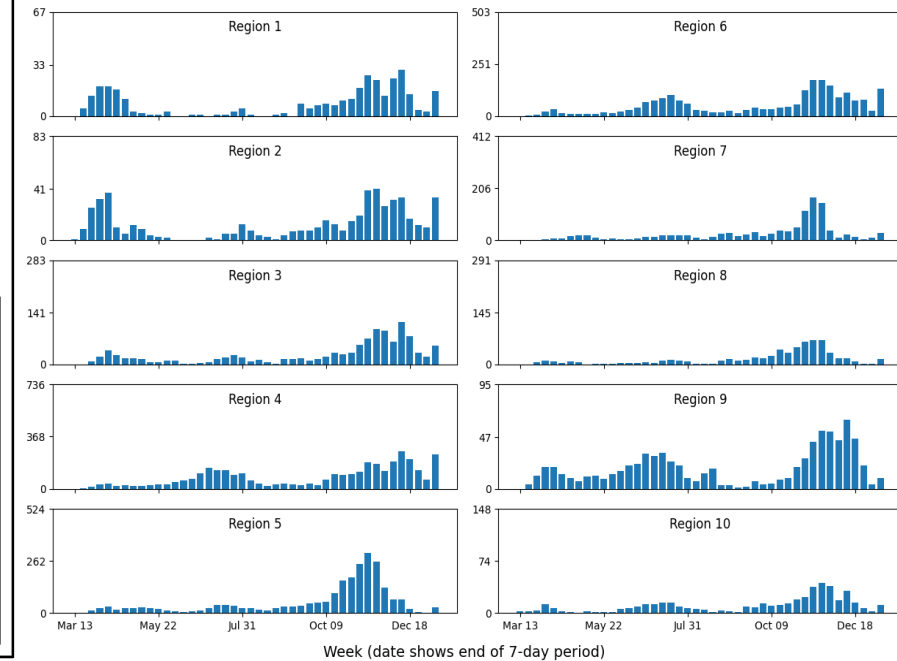 67
Region 1
33
0
503
Region 6
251
0
83
Region 2
41
0
412
Region 7
206
0
283
Region 3
141
0
291
Region 8
145
0
736
Region 4
368
0
95
Region 9
47
0
524
Region 5
262
0
148
Region 10
74
0
Mar 13 May 22 Jul 31 Oct 09 Dec 18
Mar 13 May 22 Jul 31 Oct 09 Dec 18
Week (date shows end of 7-day period)